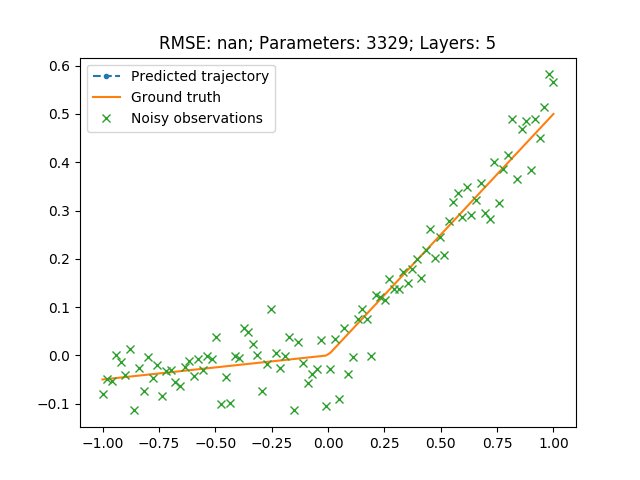 RMSE: nan; Parameters: 3329; Layers: 5
Predicted trajectory
Ground truth
Noisy observations
0.6
0.5
0.4
0.3
0.2
0.1
0.0
−0.1
−1.00 −0.75 −0.50 −0.25 0.00 0.25 0.50 0.75 1.00